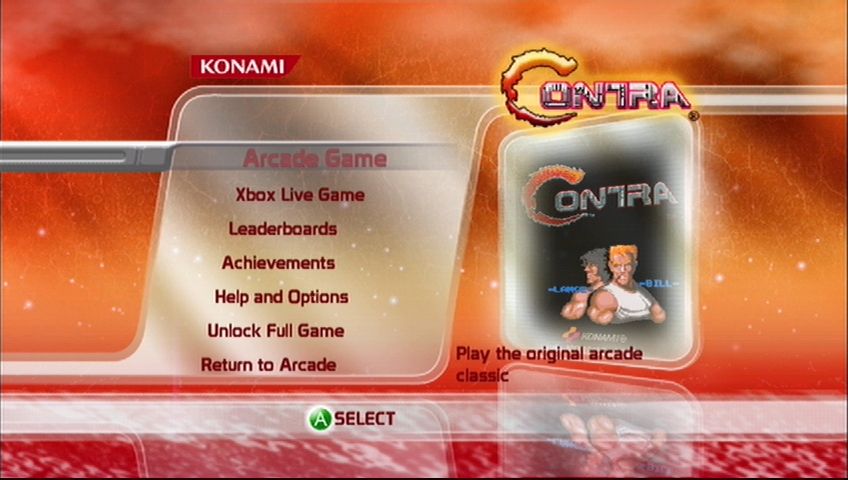 KONAMI
CONTRA
Arcade Game
Xbox Live Game
Leaderboards
Achievements
Help and Options
Unlock Full Game
Return to Arcade
CONTRA
-LANCE- -BILL-
KONAMI®
Play the original arcade
classic
A SELECT